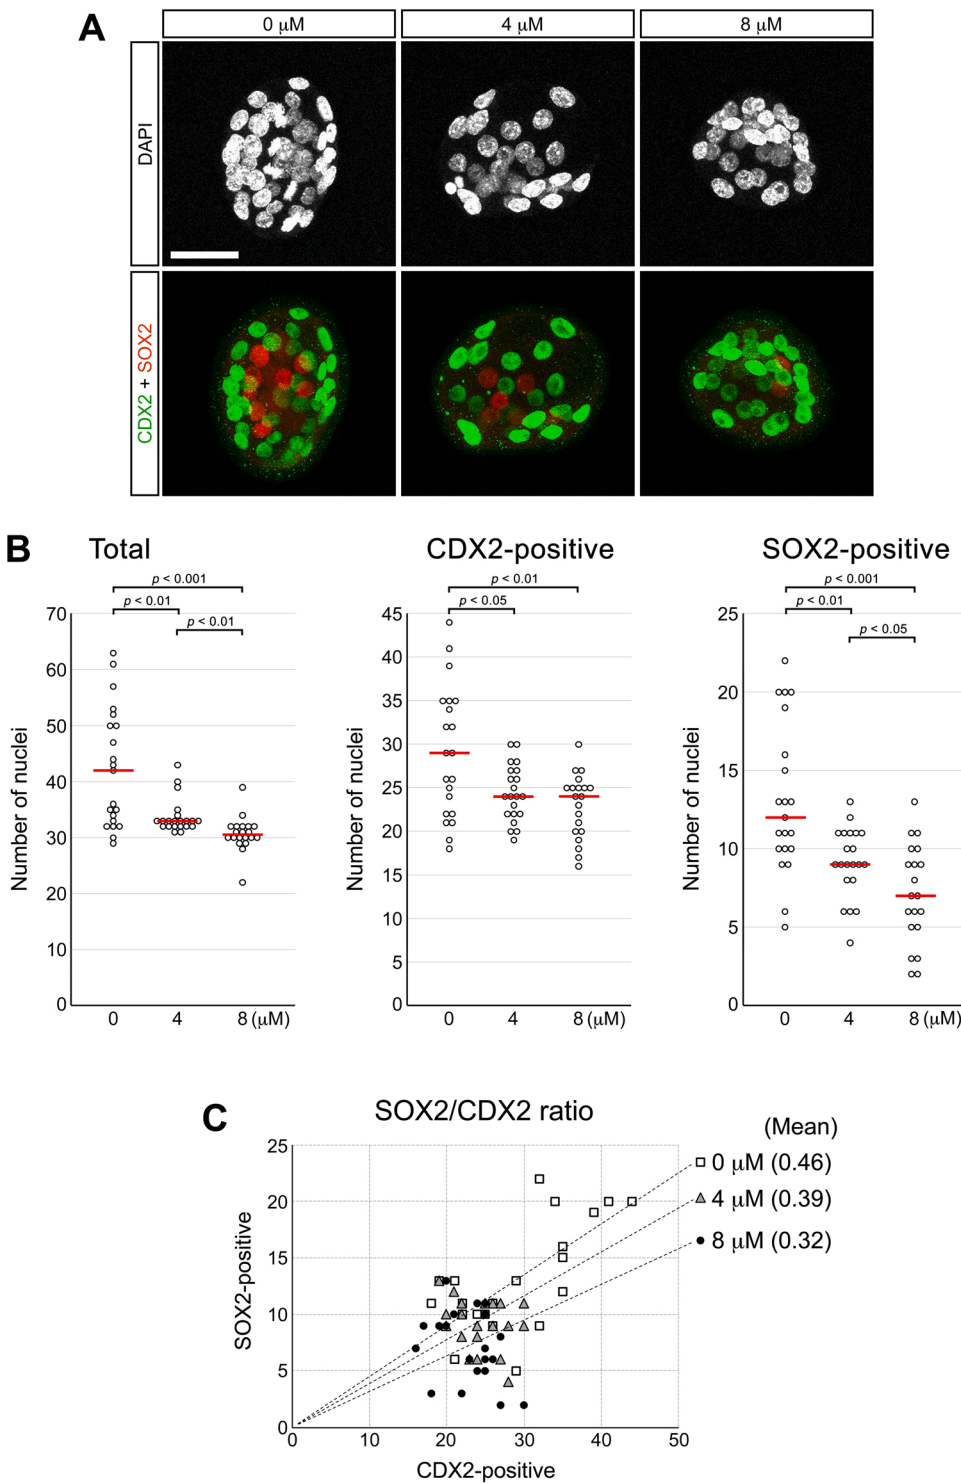 A
0 µM
4 µM
8 µM
DAPI
CDX2 + SOX2
B
Total
CDX2-positive
SOX2-positive
p < 0.001
p < 0.01
p < 0.01
Number of nuclei
70
60
50
40
30
20
10
0
0
4
8 (µM)
p < 0.01
p < 0.05
Number of nuclei
45
40
35
30
25
20
15
10
5
0
0
4
8 (µM)
p < 0.001
p < 0.01
p < 0.05
Number of nuclei
25
20
15
10
5
0
0
4
8 (µM)
C
SOX2/CDX2 ratio
(Mean)
0 µM (0.46)
4 µM (0.39)
8 µM (0.32)
SOX2-positive
25
20
15
10
5
0
0
10
20
30
40
50
CDX2-positive